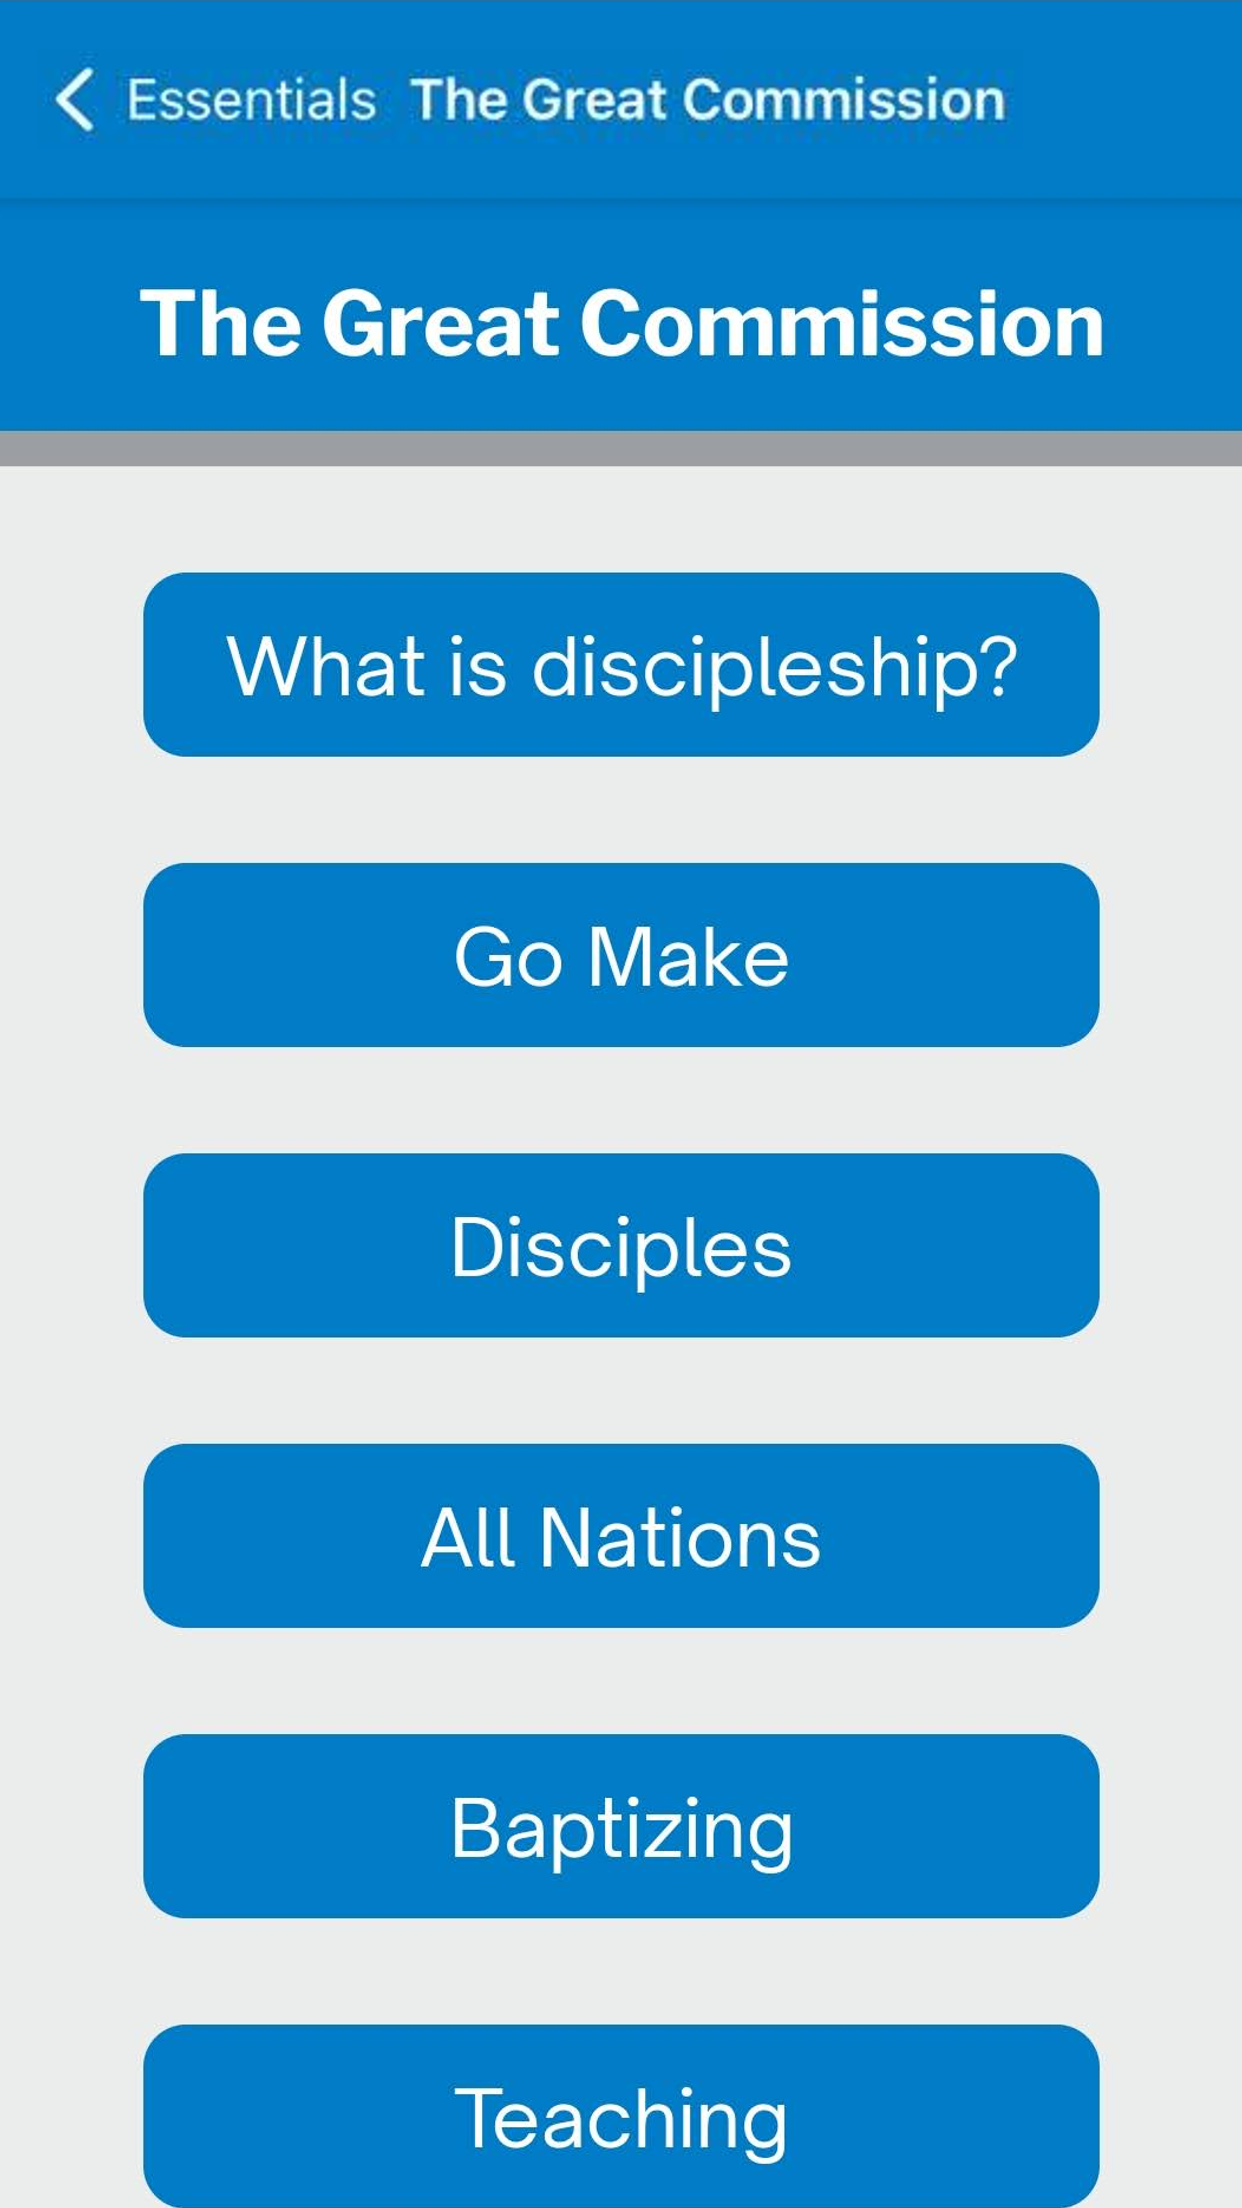 Essentials The Great Commission
The Great Commission
What is discipleship?
Go Make
Disciples
All Nations
Baptizing
Teaching